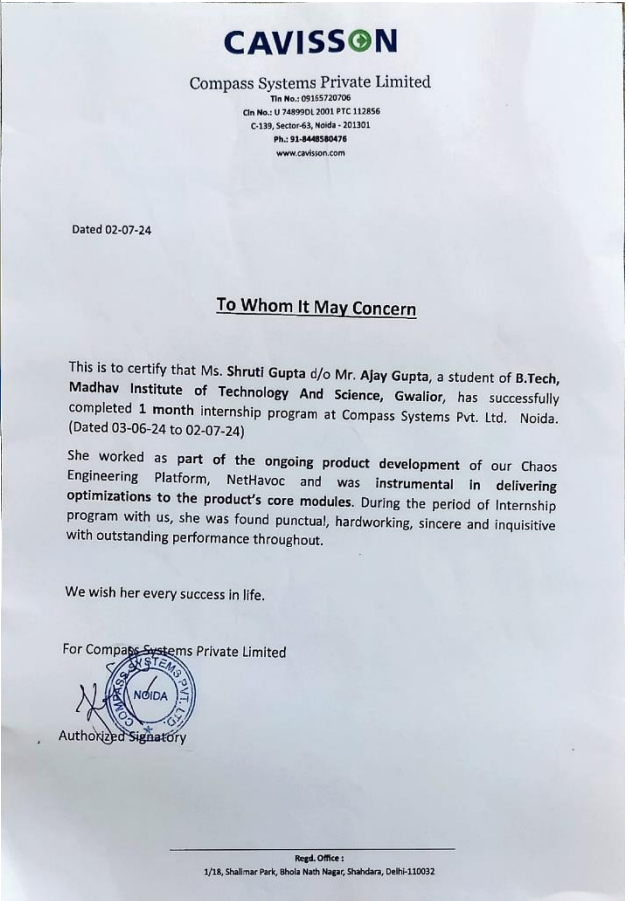 CAVISSON
Compass Systems Private Limited
Tin No.: 09165720706
Cin No.: U 74899DL 2001 PTC 112856
C-139, Sector-63, Noida - 201301
Ph.: 91-8448580476
www.cavisson.com
Dated 02-07-24
To Whom It May Concern
This is to certify that Ms. Shruti Gupta d/o Mr. Ajay Gupta, a student of B.Tech,
Madhav Institute of Technology And Science, Gwalior, has successfully
completed 1 month internship program at Compass Systems Pvt. Ltd. Noida.
(Dated 03-06-24 to 02-07-24)
She worked as part of the ongoing product development of our Chaos
Engineering Platform, NetHavoc and was instrumental in delivering
optimizations to the product's core modules. During the period of Internship
program with us, she was found punctual, hardworking, sincere and inquisitive
with outstanding performance throughout.
We wish her every success in life.
For Compass Systems Private Limited
COMPASS SYSTEMS PVT. LTD.
NOIDA
Authorized Signatory
Regd. Office :
1/18, Shalimar Park, Bhola Nath Nagar, Shahdara, Delhi-110032